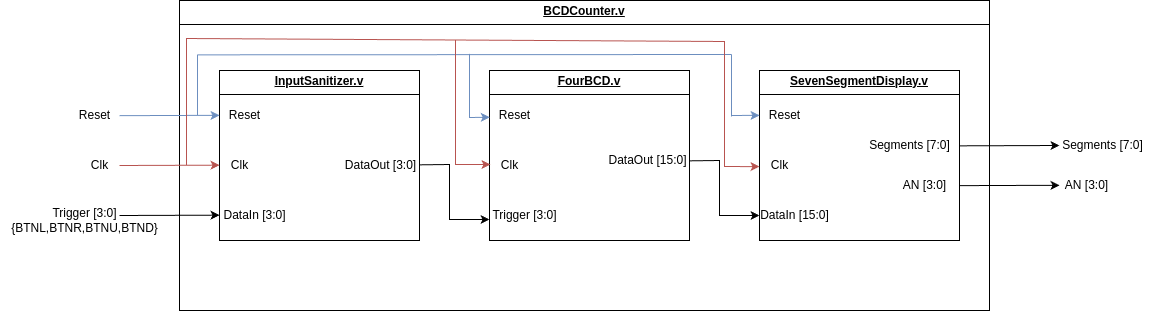 BCDCounter.v
InputSanitizer.v
FourBCD.v
SevenSegmentDisplay.v
Reset
Reset
Reset
Reset
Segments [7:0]
Segments [7:0]
Clk
Clk
DataOut [3:0]
Clk
DataOut [15:0]
Clk
AN [3:0]
AN [3:0]
Trigger [3:0]
{BTNL,BTNR,BTNU,BTND}
DataIn [3:0]
Trigger [3:0]
DataIn [15:0]